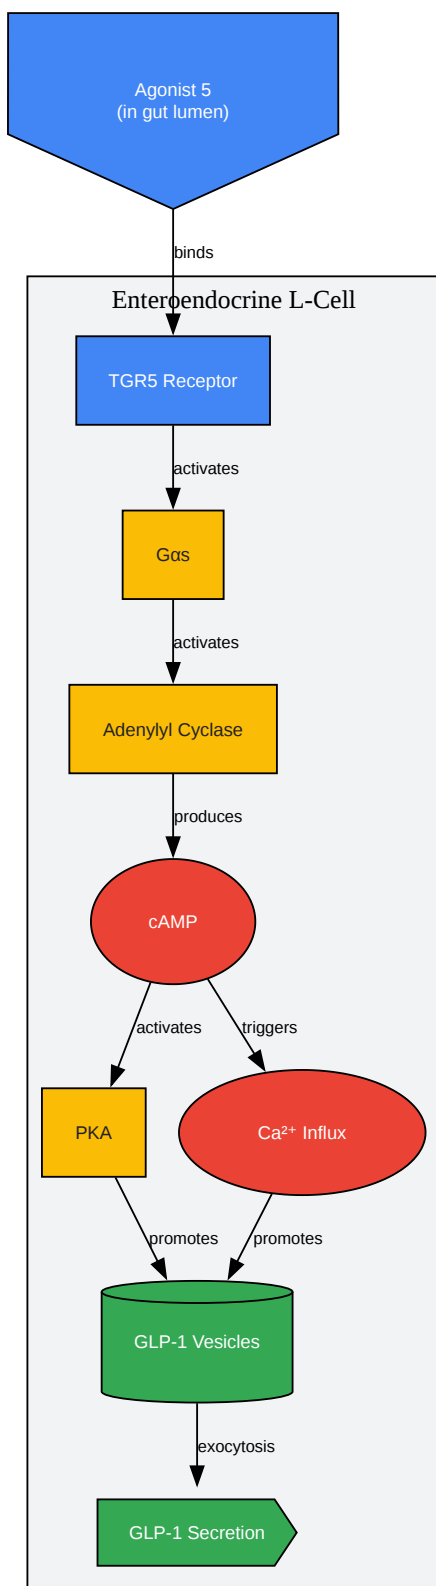 Agonist 5
(in gut lumen)
binds
Enteroendocrine L-Cell
TGR5 Receptor
activates
Gαs
activates
Adenylyl Cyclase
produces
cAMP
activates
triggers
PKA
Ca²⁺ Influx
promotes
promotes
GLP-1 Vesicles
exocytosis
GLP-1 Secretion